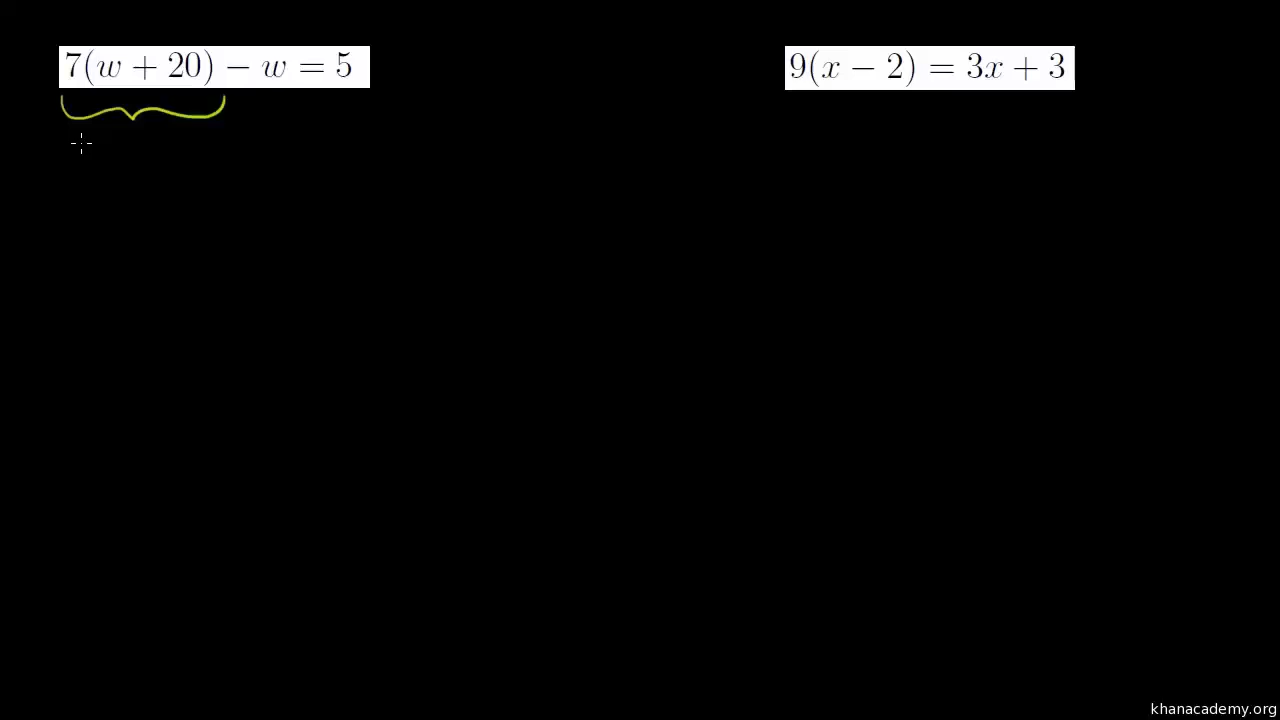 7(w + 20) − w = 5
9(x − 2) = 3x + 3
khanacademy.org